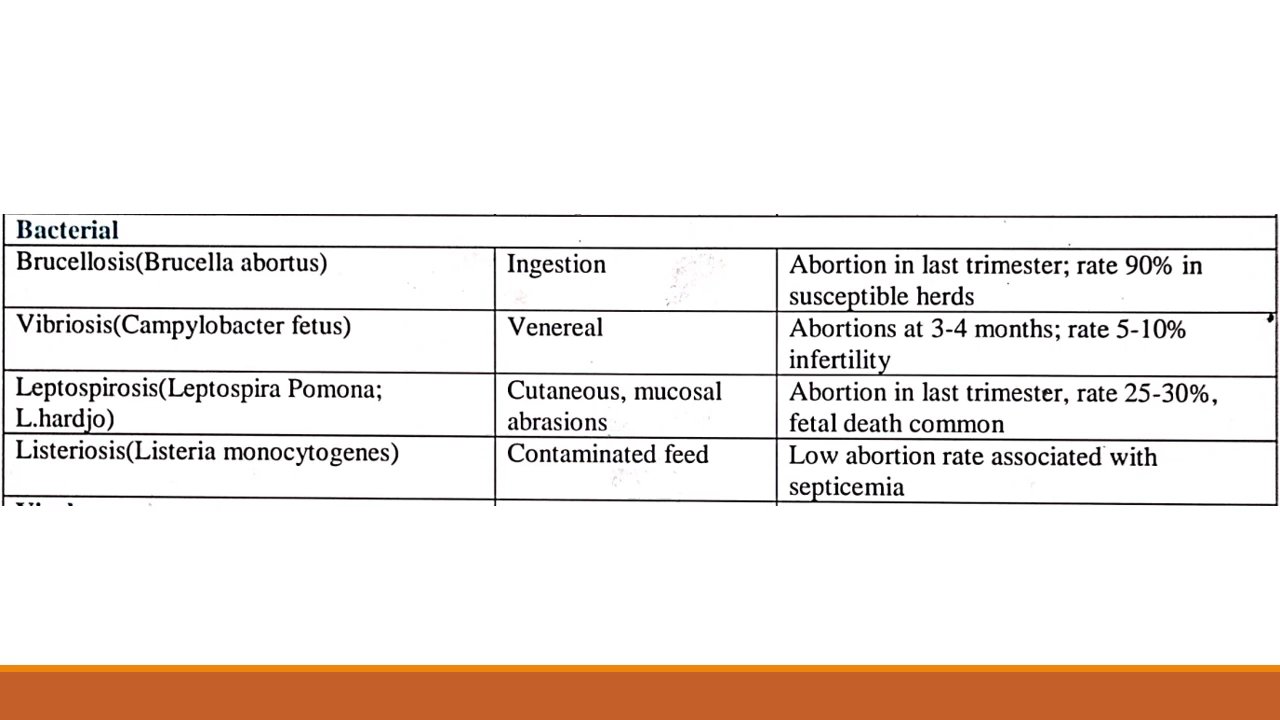 Bacterial
Brucellosis(Brucella abortus)
Ingestion
Abortion in last trimester; rate 90% in
susceptible herds
Vibriosis(Campylobacter fetus)
Venereal
Abortions at 3-4 months; rate 5-10%
infertility
Leptospirosis(Leptospira Pomona;
L.hardjo)
Cutaneous, mucosal
abrasions
Abortion in last trimester, rate 25-30%,
fetal death common
Listeriosis(Listeria monocytogenes)
Contaminated feed
Low abortion rate associated with
septicemia